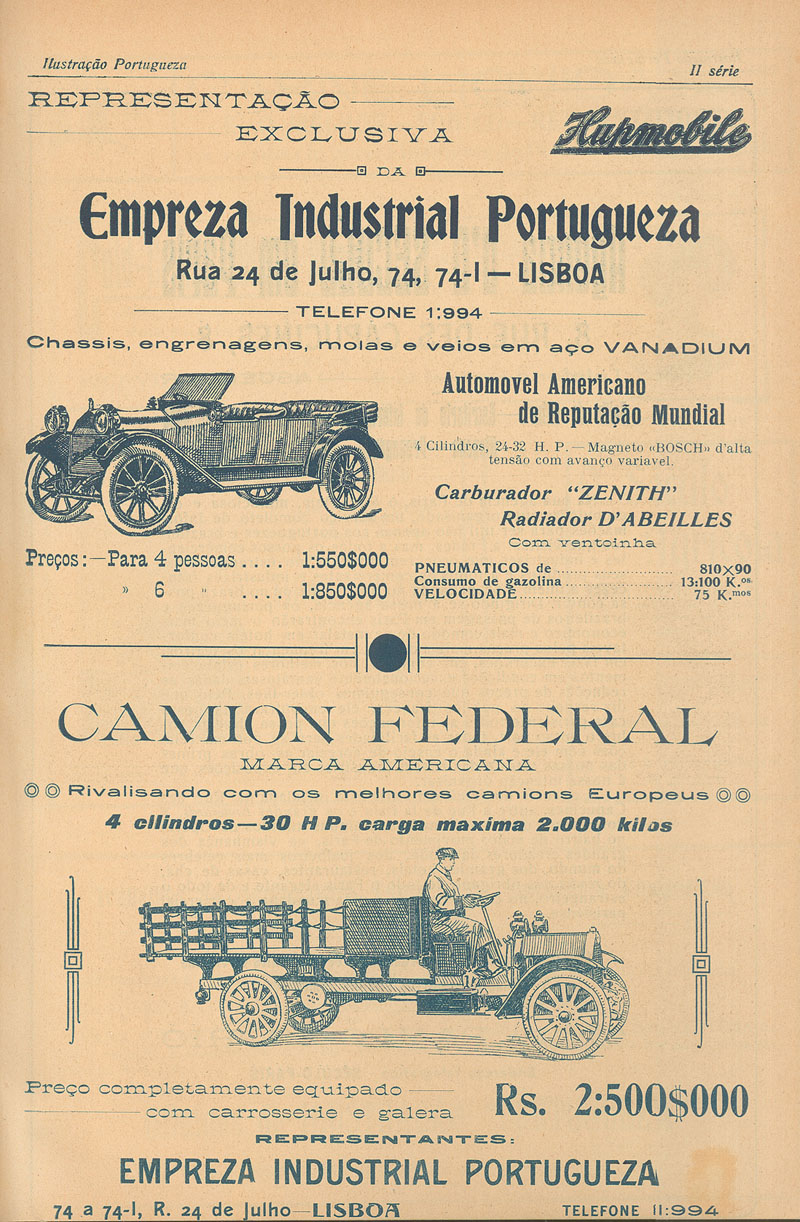 Ilustração Portugueza
II série
REPRESENTAÇÃO
EXCLUSIVA
Hupmobile
DA
Empreza Industrial Portugueza
Rua 24 de Julho, 74, 74-I — LISBOA
TELEFONE 1:994
Chassis, engrenagens, molas e veios em aço VANADIUM
Automovel Americano
de Reputação Mundial
4 Cilindros, 24-32 H. P. — Magneto «BOSCH» d'alta
tensão com avanço variavel.
Carburador "ZENITH"
Radiador D'ABEILLES
Com ventoinha
Preços:—Para 4 pessoas .... 1:550$000
» 6 " .... 1:850$000
PNEUMATICOS de ........................ 810X90
Consumo de gazolina ...................... 13:100 K.os
VELOCIDADE.............................. 75 K.mos
CAMION FEDERAL
MARCA AMERICANA
Rivalisando com os melhores camions Europeus
4 cilindros—30 H P. carga maxima 2.000 kilos
Preço completamente equipado
com carrosserie e galera
Rs. 2:500$000
REPRESENTANTES:
EMPREZA INDUSTRIAL PORTUGUEZA
74 a 74-I, R. 24 de Julho—LISBOA
TELEFONE 11:994